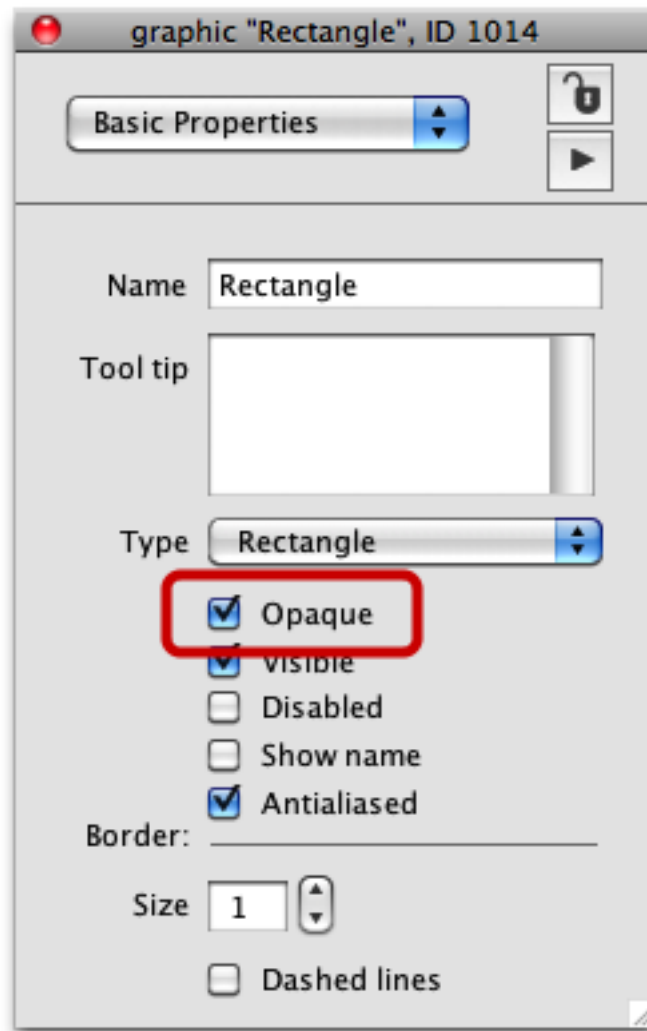 graphic "Rectangle", ID 1014
Basic Properties
Name Rectangle
Tool tip
Type Rectangle
Opaque
Visible
Disabled
Show name
Antialiased
Border:
Size 1
Dashed lines